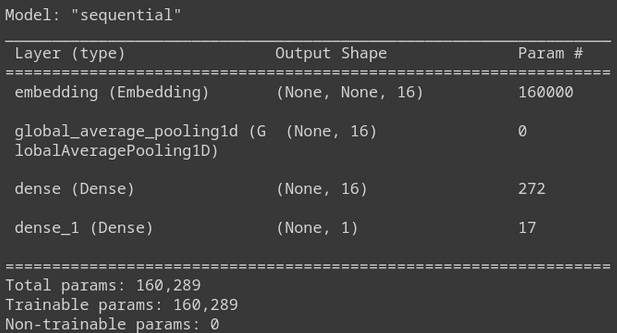 Model: "sequential"
_________________________________________________________________
Layer (type)                Output Shape              Param #
=================================================================
embedding (Embedding)       (None, None, 16)          160000
global_average_pooling1d (G  (None, 16)               0
lobalAveragePooling1D)
dense (Dense)               (None, 16)                272
dense_1 (Dense)             (None, 1)                 17
=================================================================
Total params: 160,289
Trainable params: 160,289
Non-trainable params: 0